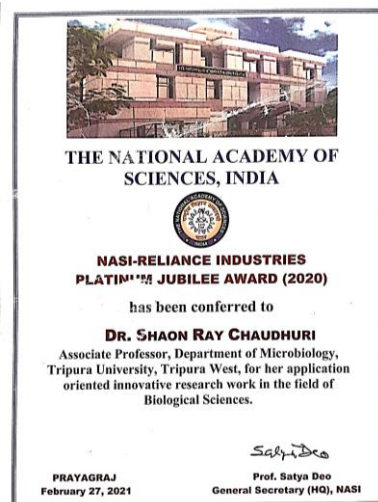 THE NATIONAL ACADEMY OF
SCIENCES, INDIA
NASI-RELIANCE INDUSTRIES
PLATINUM JUBILEE AWARD (2020)
has been conferred to
DR. SHAON RAY CHAUDHURI
Associate Professor, Department of Microbiology,
Tripura University, Tripura West, for her application
oriented innovative research work in the field of
Biological Sciences.
Satya Deo
PRAYAGRAJ
February 27, 2021
Prof. Satya Deo
General Secretary (HQ), NASI